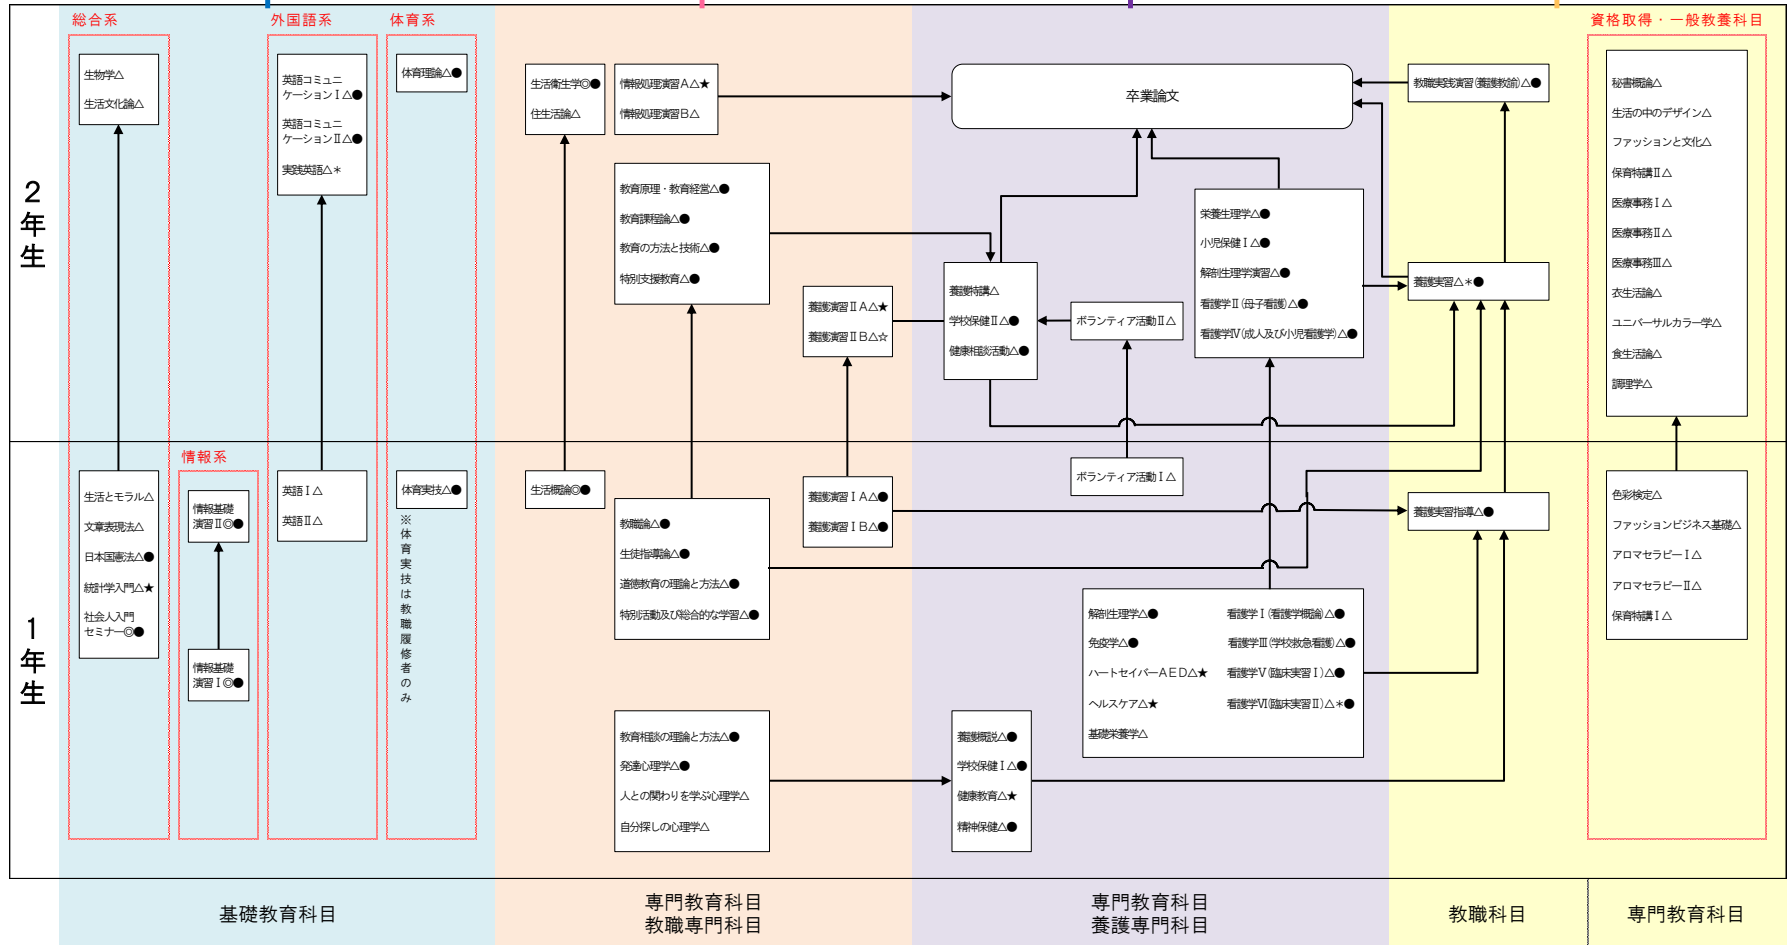 総合系
外国語系
体育系
資格取得・一般教養科目
2年生
生物学△
生活文化論△
英語コミュニ
ケーションⅠ△●
英語コミュニ
ケーションⅡ△●
実践英語△＊
体育理論△●
生活衛生学◎●
住生活論△
情報処理演習A△★
情報処理演習B△
教育原理・教育経営△●
教育課程論△●
教育の方法と技術△●
特別支援教育△●
養護演習ⅡA△★
養護演習ⅡB△☆
卒業論文
養護特講△
学校保健Ⅱ△●
健康相談活動△●
ボランティア活動Ⅱ△
栄養生理学△●
小児保健Ⅰ△●
解剖生理学演習△●
看護学Ⅱ(母子看護)△●
看護学Ⅳ(成人及び小児看護学)△●
教職実践演習(養護教諭)△●
養護実習△＊●
秘書概論△
生活の中のデザイン△
ファッションと文化△
保育特講Ⅱ△
医療事務Ⅰ△
医療事務Ⅱ△
医療事務Ⅲ△
衣生活論△
ユニバーサルカラー学△
食生活論△
調理学△
1年生
情報系
生活とモラル△
文章表現法△
日本国憲法△●
統計学入門△★
社会人入門
セミナー◎●
情報基礎
演習Ⅱ◎●
情報基礎
演習Ⅰ◎●
英語Ⅰ△
英語Ⅱ△
体育実技△●
※体育実技は教職履修者のみ
生活概論◎●
教職論△●
生徒指導論△●
道徳教育の理論と方法△●
特別活動及び総合的な学習△●
教育相談の理論と方法△●
発達心理学△●
人との関わりを学ぶ心理学△
自分探しの心理学△
養護演習ⅠA△●
養護演習ⅠB△●
養護概説△●
学校保健Ⅰ△●
健康教育△★
精神保健△●
ボランティア活動Ⅰ△
解剖生理学△●
免疫学△●
ハートセイバーAED△★
ヘルスケア△★
基礎栄養学△
看護学Ⅰ(看護学概論)△●
看護学Ⅲ(学校救急看護)△●
看護学Ⅴ(臨床実習Ⅰ)△●
看護学Ⅵ(臨床実習Ⅱ)△＊●
養護実習指導△●
色彩検定△
ファッションビジネス基礎△
アロマセラピーⅠ△
アロマセラピーⅡ△
保育特講Ⅰ△
基礎教育科目
専門教育科目
教職専門科目
専門教育科目
養護専門科目
教職科目
専門教育科目